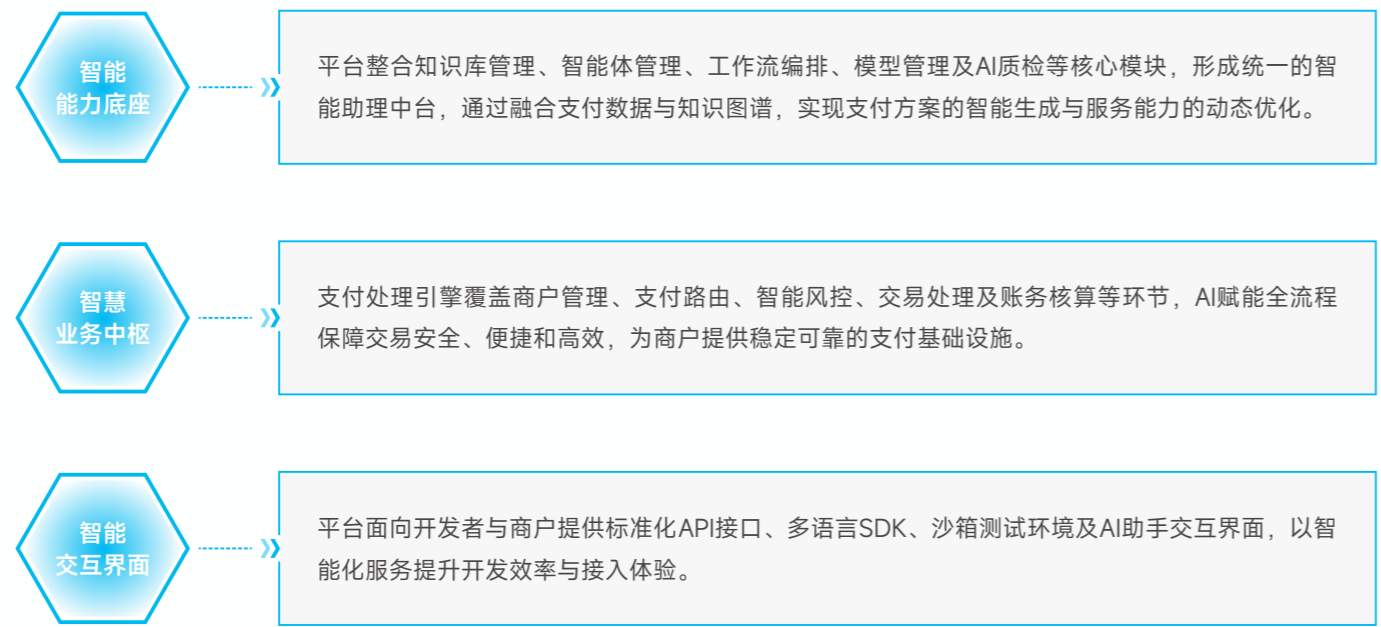 智能
能力底座
平台整合知识库管理、智能体管理、工作流编排、模型管理及AI质检等核心模块，形成统一的智
能助理中台，通过融合支付数据与知识图谱，实现支付方案的智能生成与服务能力的动态优化。
智慧
业务中枢
支付处理引擎覆盖商户管理、支付路由、智能风控、交易处理及账务核算等环节，AI赋能全流程
保障交易安全、便捷和高效，为商户提供稳定可靠的支付基础设施。
智能
交互界面
平台面向开发者与商户提供标准化API接口、多语言SDK、沙箱测试环境及AI助手交互界面，以智
能化服务提升开发效率与接入体验。